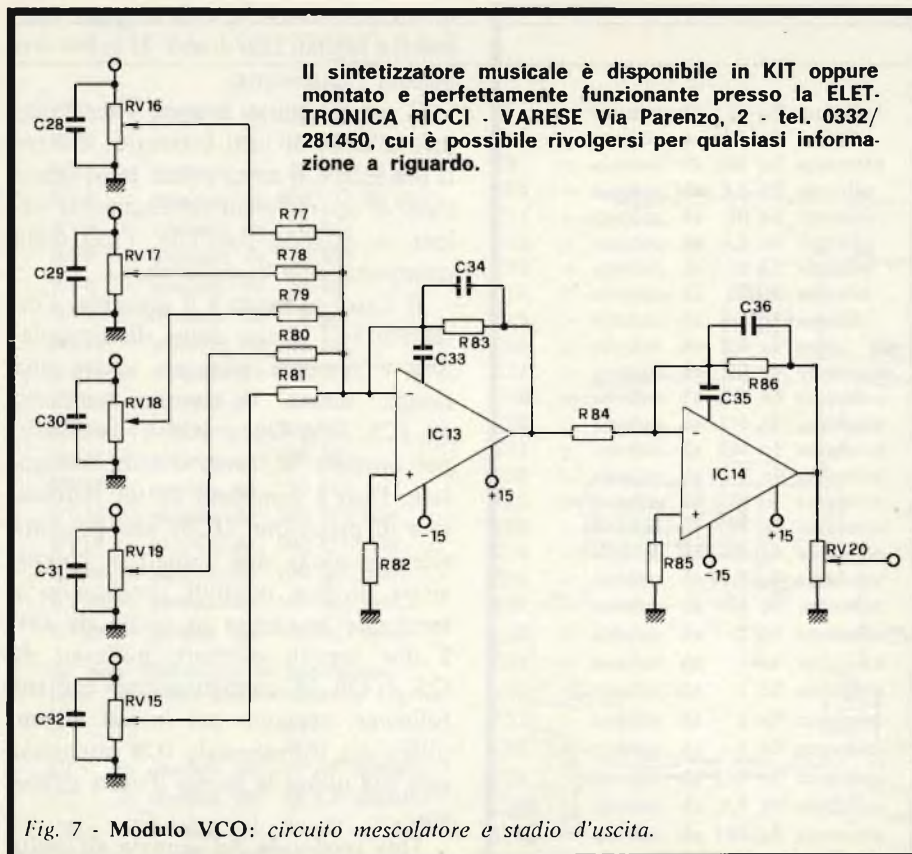 Il sintetizzatore musicale è disponibile in KIT oppure
montato e perfettamente funzionante presso la ELET-
TRONICA RICCI - VARESE Via Parenzo, 2 - tel. 0332/
281450, cui è possibile rivolgersi per qualsiasi informa-
zione a riguardo.
C28
RV16
C29
RV17
C30
RV18
C31
RV19
C32
RV15
R77
R78
R79
R80
R81
C34
R83
C33
-
IC13
+
+15
-15
R82
R84
C36
R86
C35
-
IC14
+
+15
-15
R85
RV20
Fig. 7 - Modulo VCO: circuito mescolatore e stadio d'uscita.